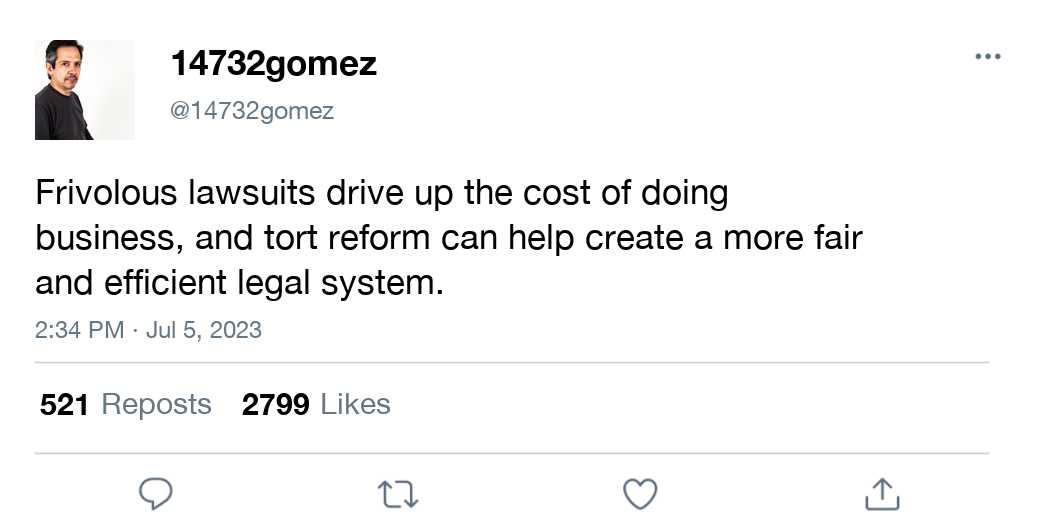 14732gomez
@14732gomez
Frivolous lawsuits drive up the cost of doing
business, and tort reform can help create a more fair
and efficient legal system.
2:34 PM · Jul 5, 2023
521 Reposts 2799 Likes